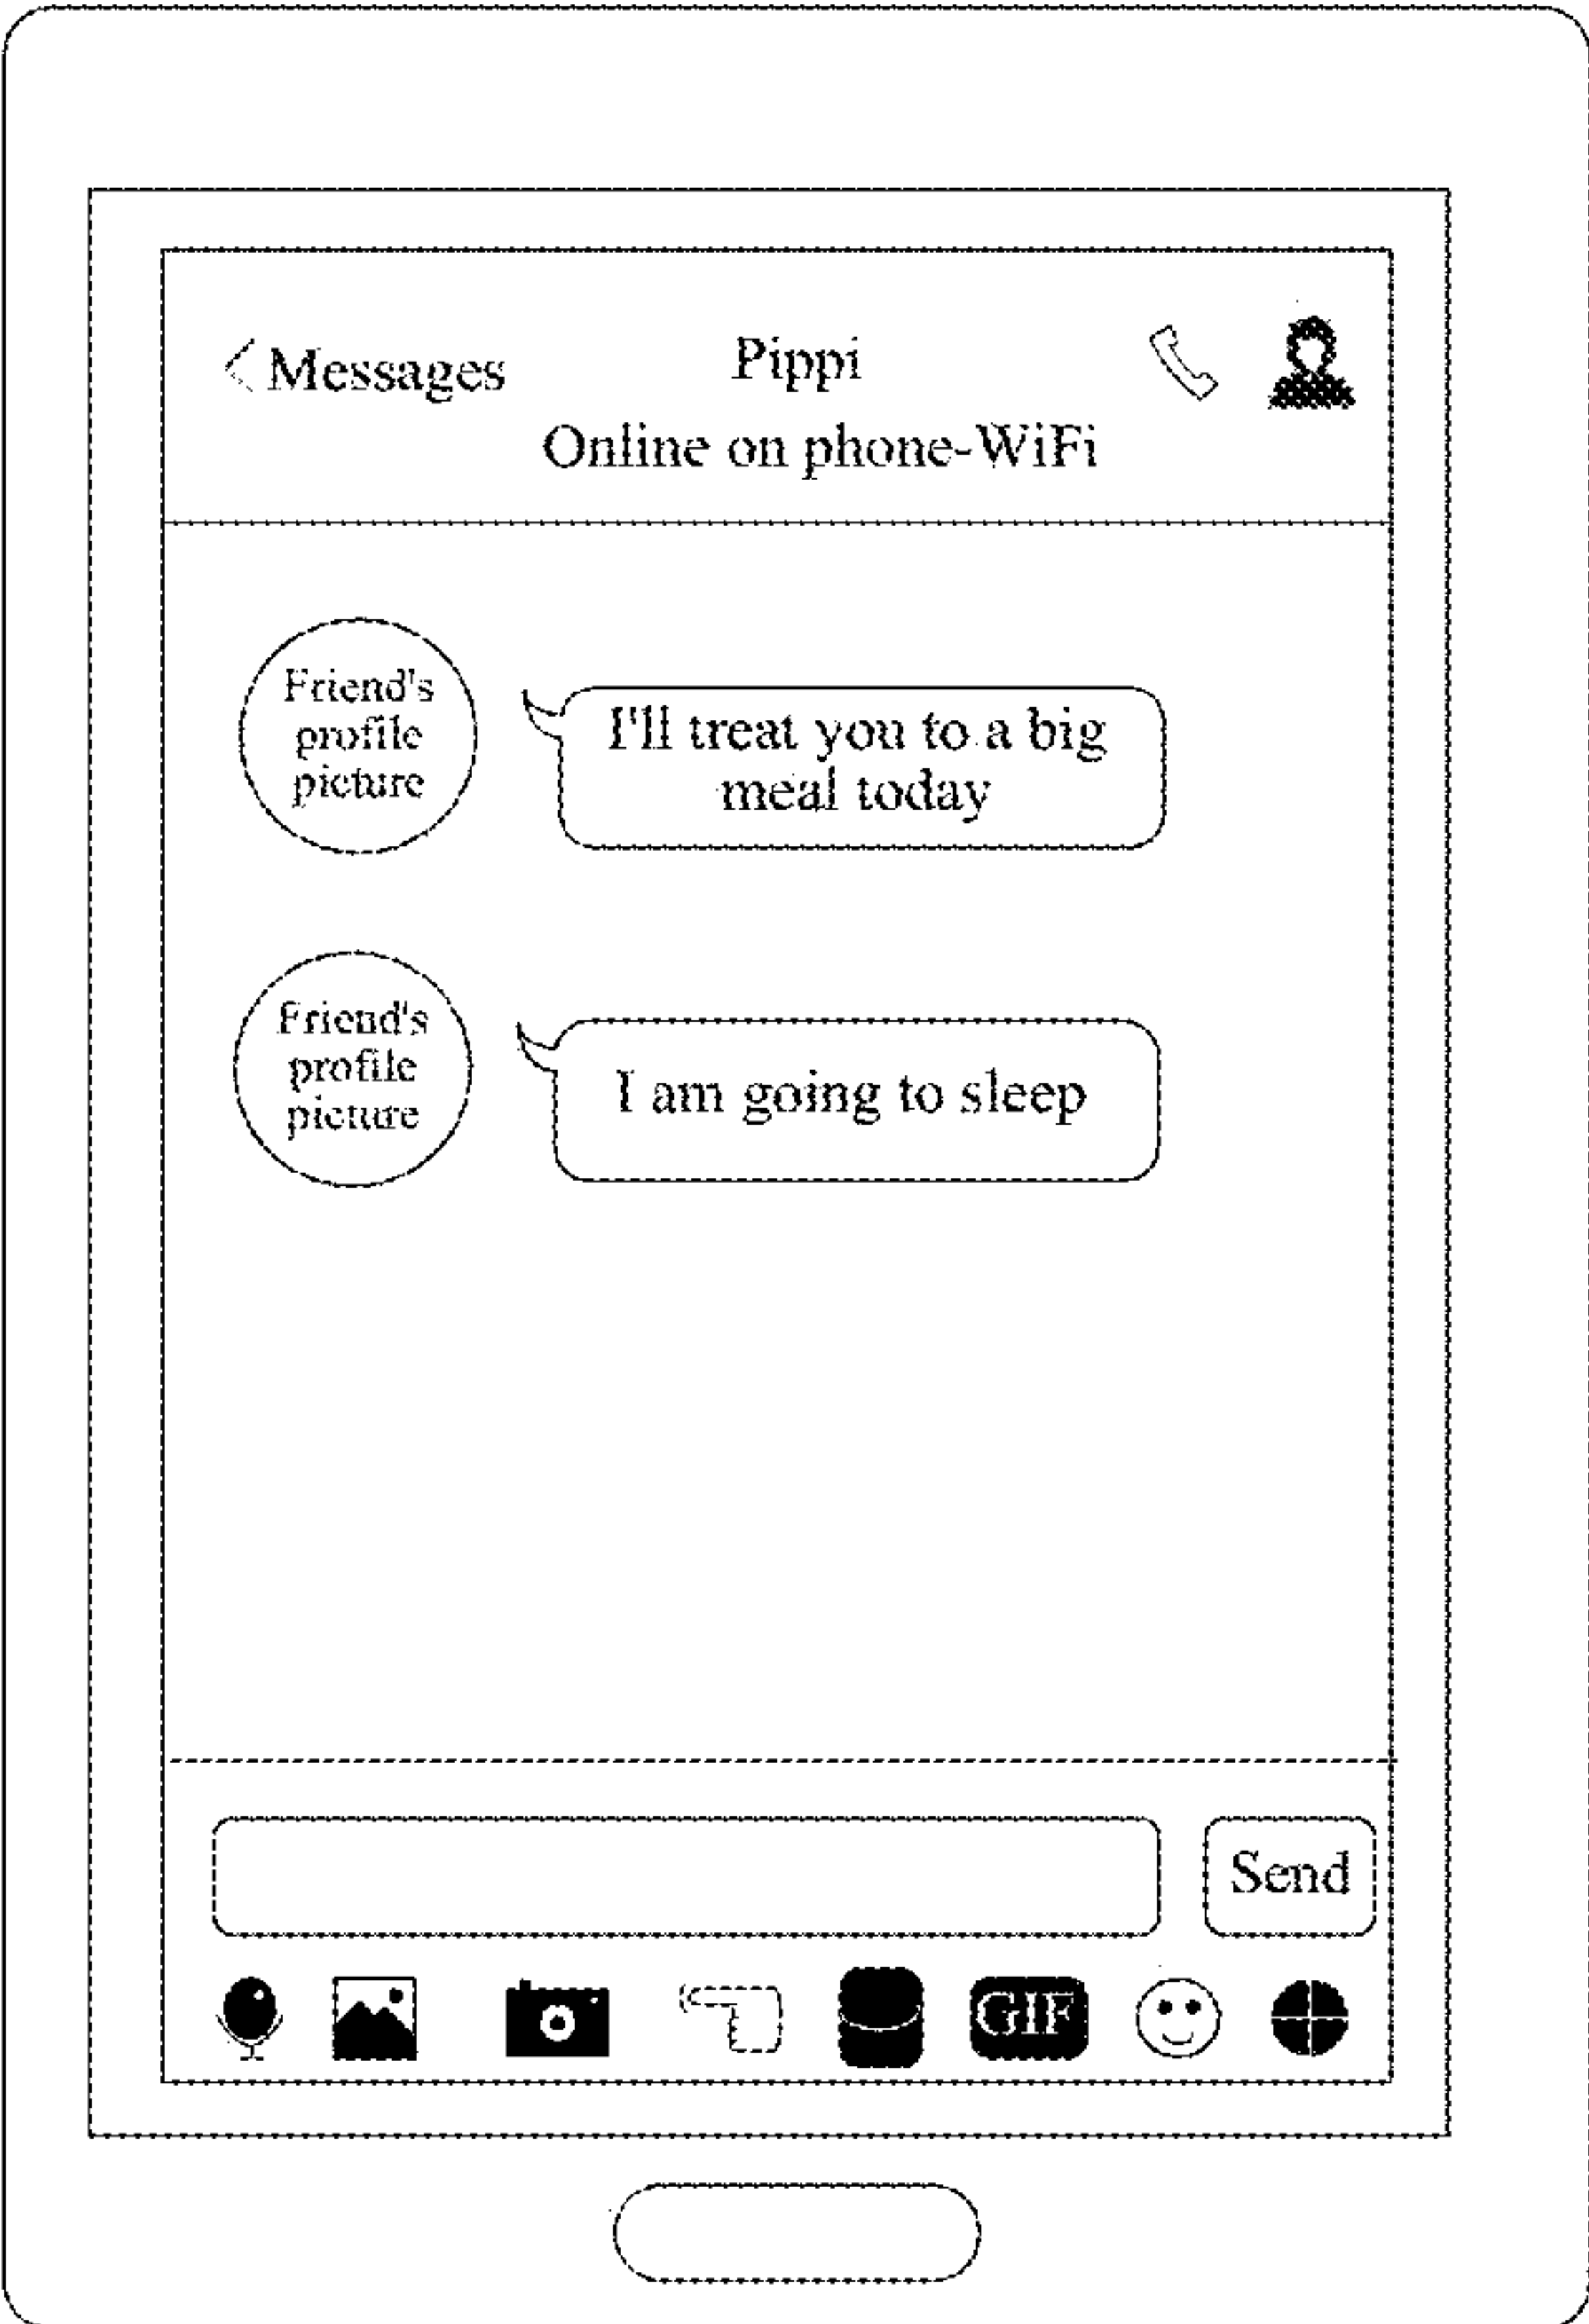 Messages
Pippi
Online on phone-WiFi
Friend's
profile
picture
I'll treat you to a big
meal today
Friend's
profile
picture
I am going to sleep
Send
GIF